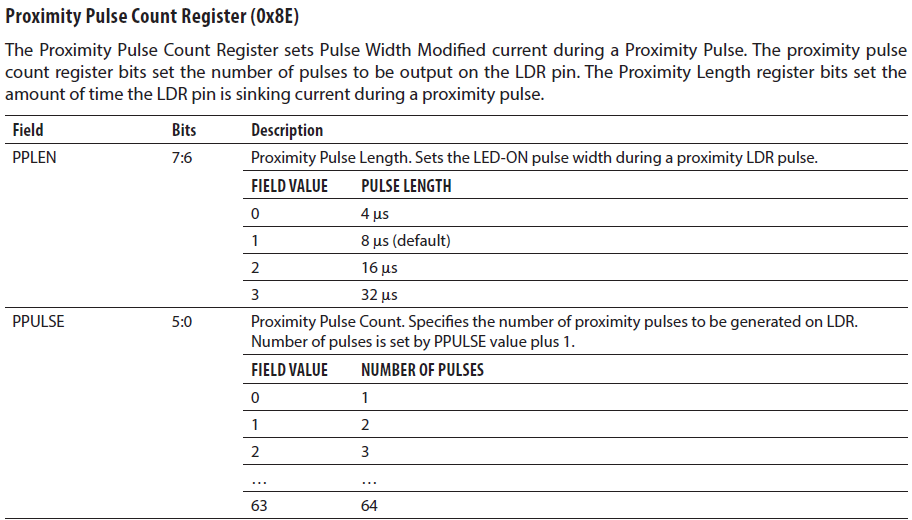 Proximity Pulse Count Register (0x8E)
The Proximity Pulse Count Register sets Pulse Width Modified current during a Proximity Pulse. The proximity pulse
count register bits set the number of pulses to be output on the LDR pin. The Proximity Length register bits set the
amount of time the LDR pin is sinking current during a proximity pulse.
Field Bits Description
PPLEN 7:6 Proximity Pulse Length. Sets the LED-ON pulse width during a proximity LDR pulse.
FIELD VALUE PULSE LENGTH
0 4 µs
1 8 µs (default)
2 16 µs
3 32 µs
PPULSE 5:0 Proximity Pulse Count. Specifies the number of proximity pulses to be generated on LDR.
Number of pulses is set by PPULSE value plus 1.
FIELD VALUE NUMBER OF PULSES
0 1
1 2
2 3
… …
63 64